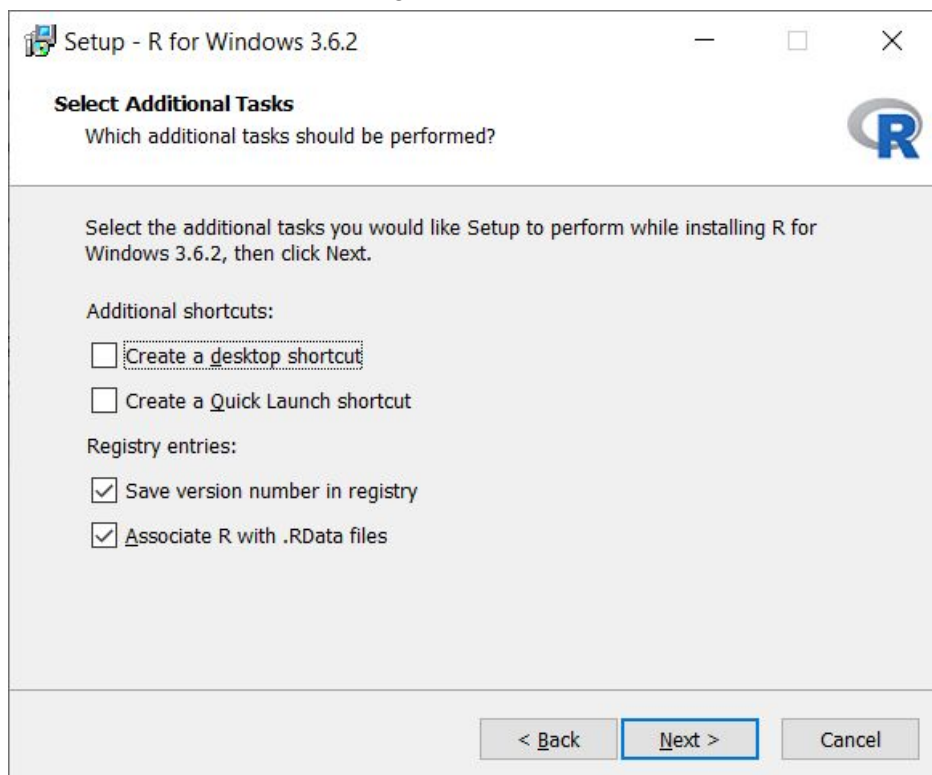 Setup - R for Windows 3.6.2
Select Additional Tasks
Which additional tasks should be performed?
R
Select the additional tasks you would like Setup to perform while installing R for
Windows 3.6.2, then click Next.
Additional shortcuts:
Create a desktop shortcut
Create a Quick Launch shortcut
Registry entries:
Save version number in registry
Associate R with .RData files
< Back Next > Cancel